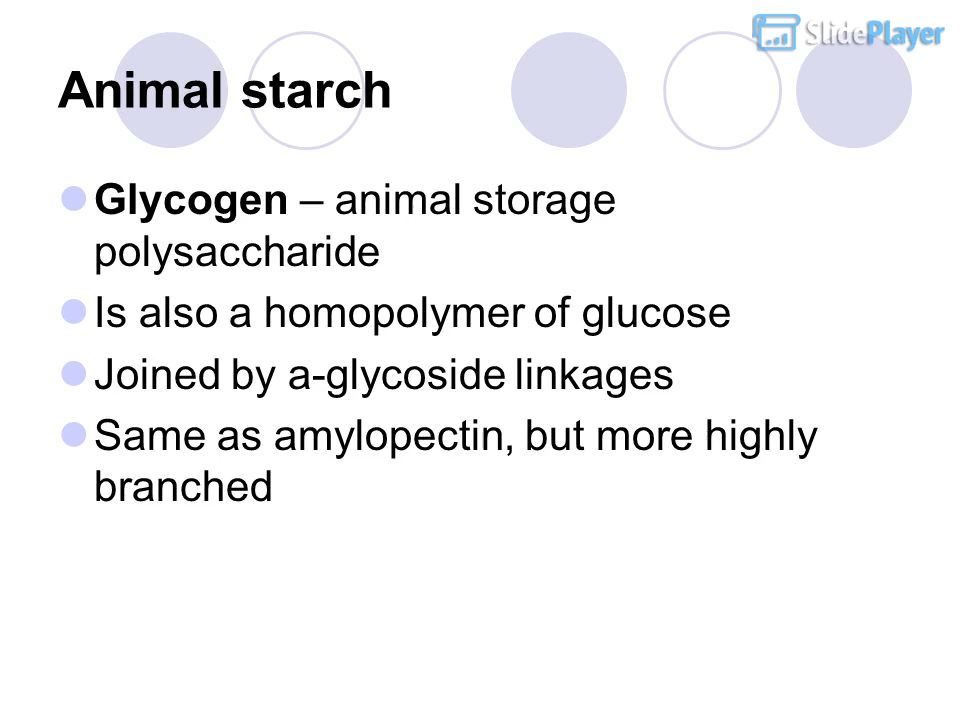 SlidePlayer
Animal starch
Glycogen – animal storage
polysaccharide
Is also a homopolymer of glucose
Joined by a-glycoside linkages
Same as amylopectin, but more highly
branched